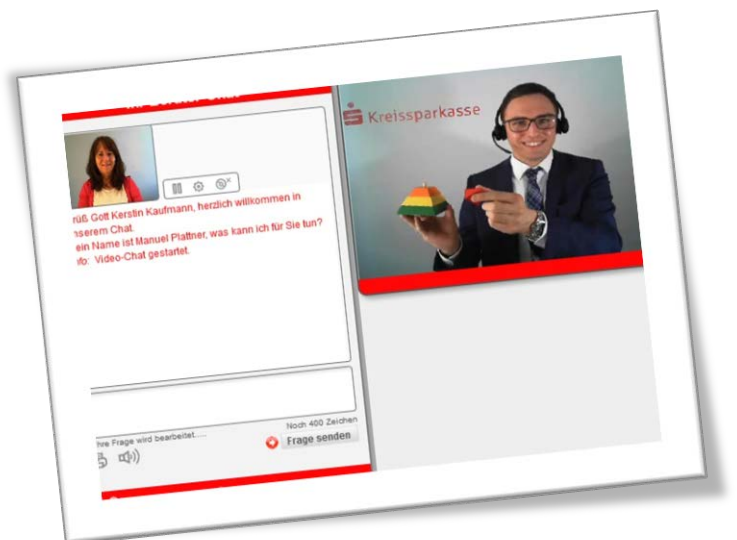 Kreissparkasse
rüß Gott Kerstin Kaufmann, herzlich willkommen in
nserem Chat
ein Name ist Manuel Plattner, was kann ich für Sie tun?
nfo: Video-Chat gestartet.
Noch 400 Zeichen
hre Frage wird bearbeitet....
Frage senden